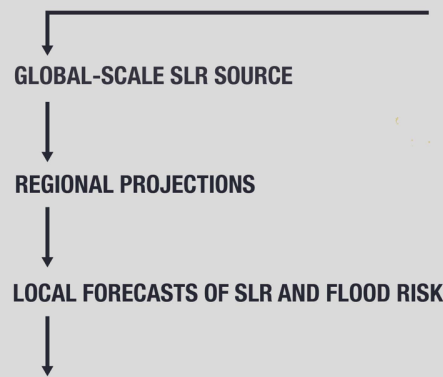 GLOBAL-SCALE SLR SOURCE
REGIONAL PROJECTIONS
LOCAL FORECASTS OF SLR AND FLOOD RISK